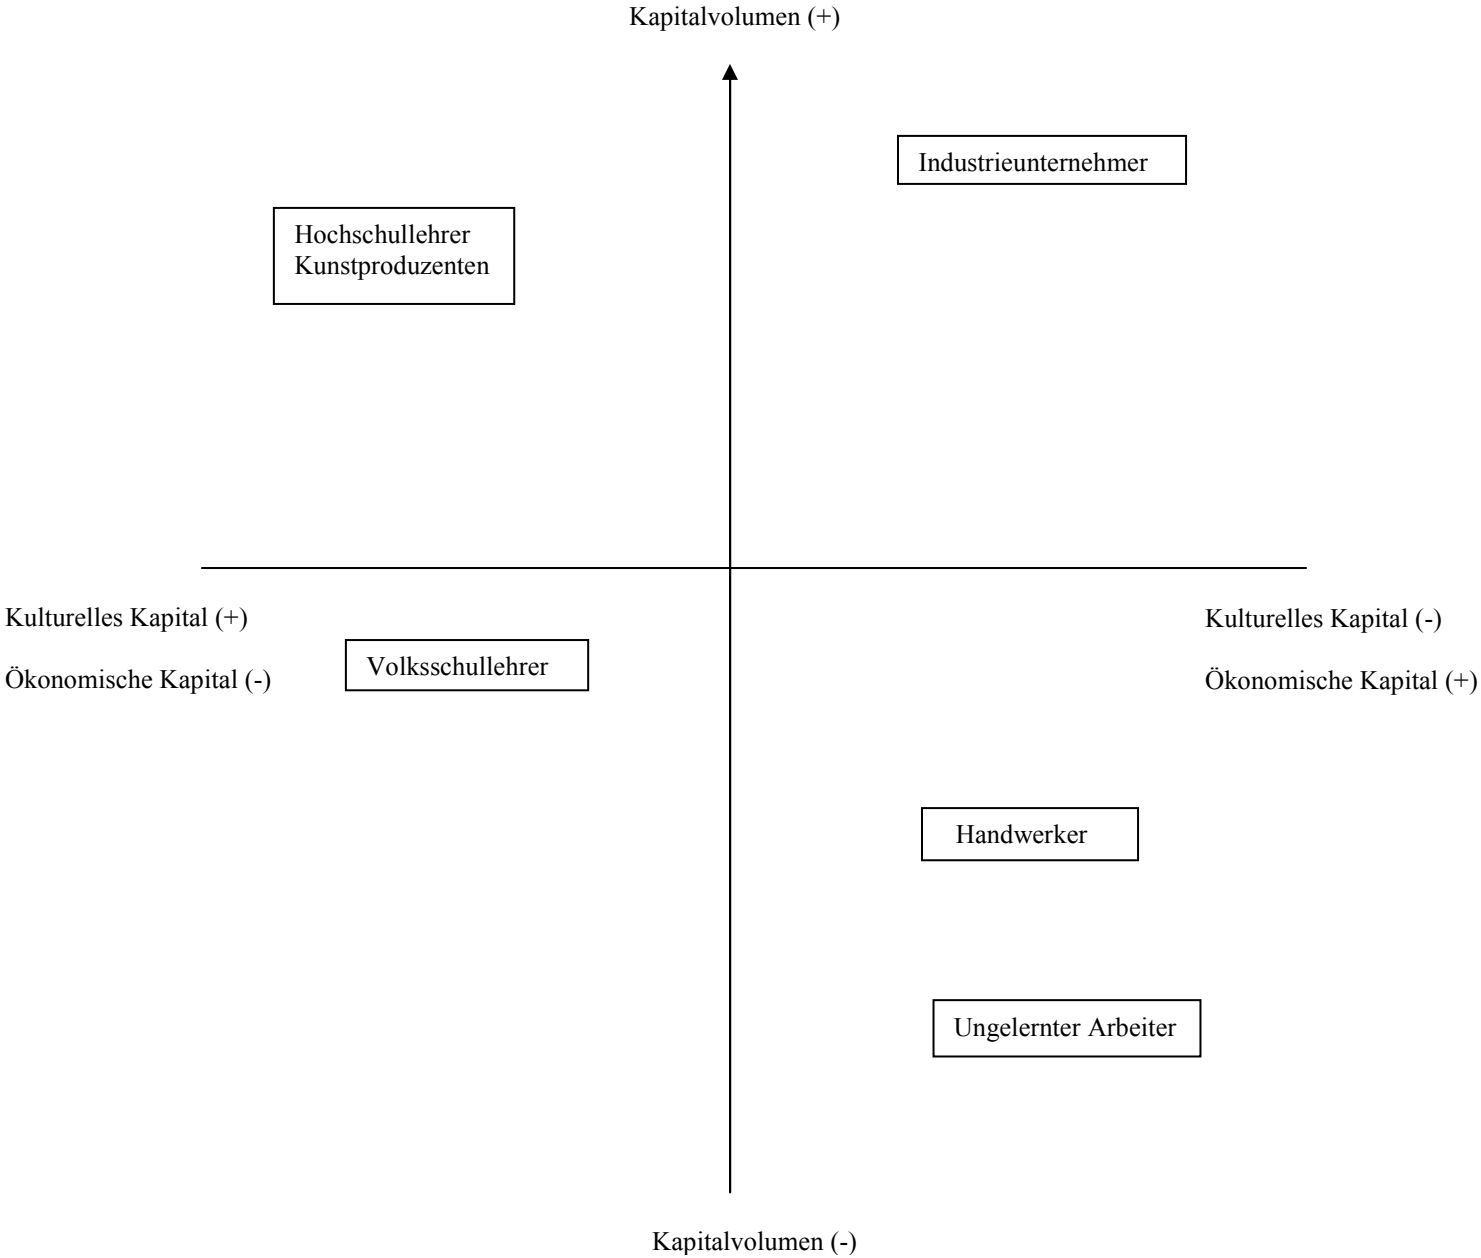 Kapitalvolumen (+)
Industrieunternehmer
Hochschullehrer
Kunstproduzenten
Kulturelles Kapital (+)
Kulturelles Kapital (-)
Volksschullehrer
Ökonomische Kapital (-)
Ökonomische Kapital (+)
Handwerker
Ungelernter Arbeiter
Kapitalvolumen (-)